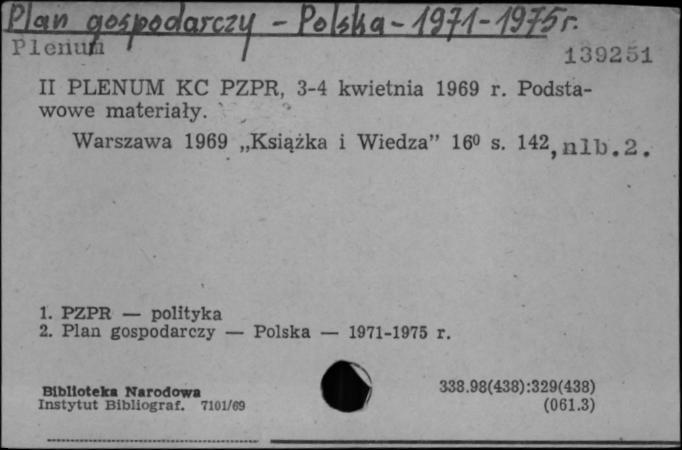 Plan gospodarczy - Polska - 1971-1975 r.
Plenum
139251
II PLENUM KC PZPR, 3-4 kwietnia 1969 r. Podsta-
wowe materiały.
Warszawa 1969 „Książka i Wiedza” 16⁰ s. 142, nlb.2.
1. PZPR — polityka
2. Plan gospodarczy — Polska — 1971-1975 r.
Biblioteka Narodowa
Instytut Bibliograf. 7101/69
338.98(438):329(438)
(061.3)